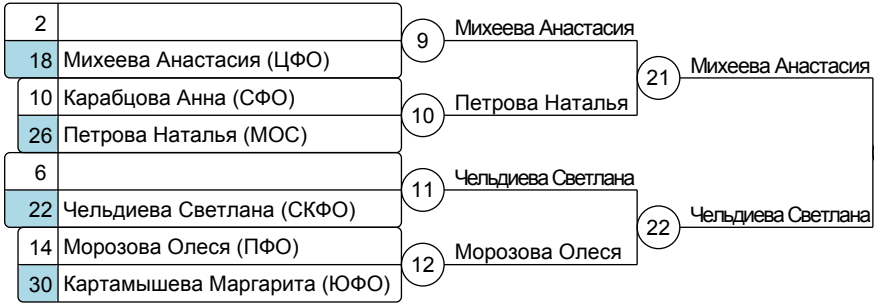 2
18 Михеева Анастасия (ЦФО)
10 Карабцова Анна (СФО)
26 Петрова Наталья (МОС)
6
22 Чельдиева Светлана (СКФО)
14 Морозова Олеся (ПФО)
30 Картамышева Маргарита (ЮФО)
9 Михеева Анастасия
10 Петрова Наталья
11 Чельдиева Светлана
12 Морозова Олеся
21 Михеева Анастасия
22 Чельдиева Светлана